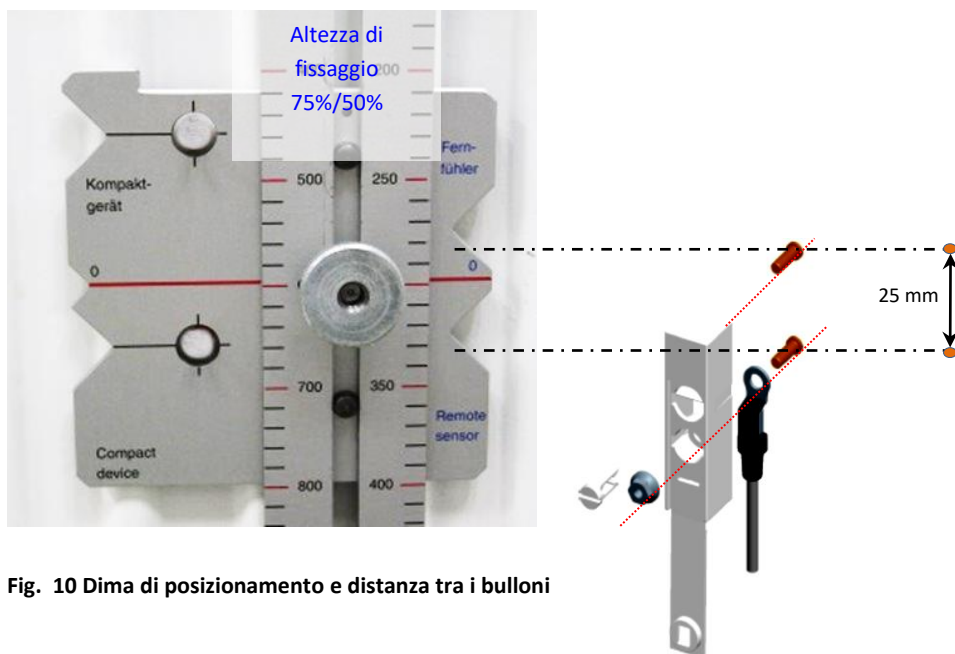 Altezza di
fissaggio
75%/50%
200
Fern-
fühler
500
250
Kompakt-
gerät
0
0
25 mm
700
350
Remote
sensor
Compact
device
800
400
Fig. 10 Dima di posizionamento e distanza tra i bulloni